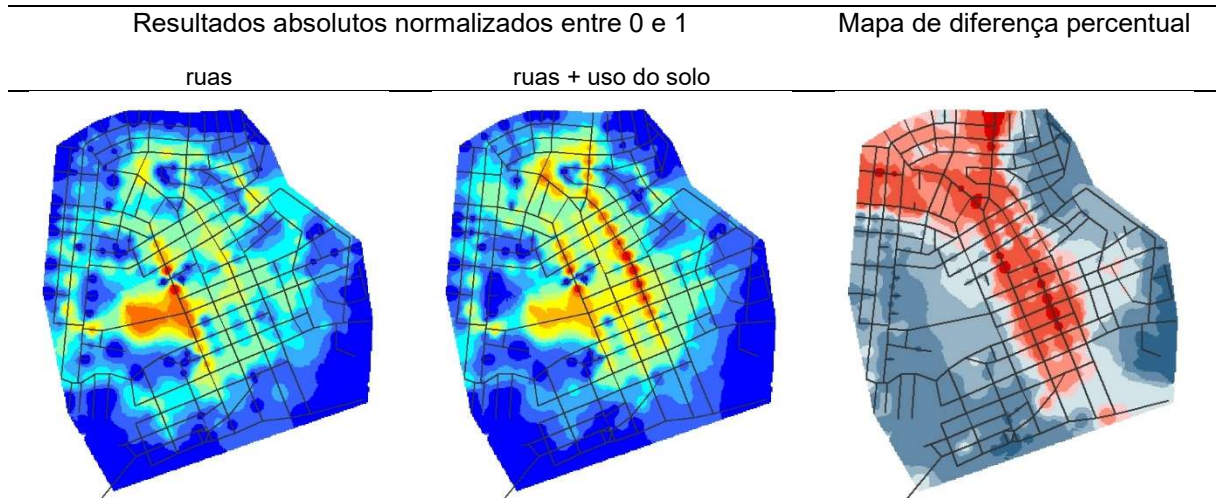 Resultados absolutos normalizados entre 0 e 1
Mapa de diferença percentual
ruas
ruas + uso do solo